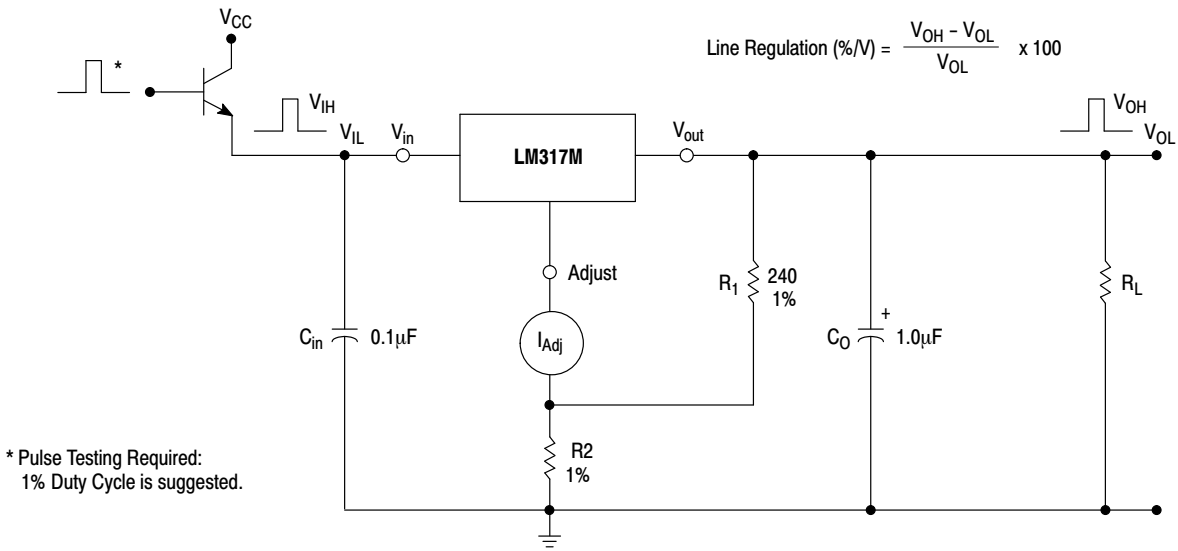 V_CC
Line Regulation (%/V) = V_OH – V_OL / V_OL x 100
*
V_IH
V_IL
V_in
LM317M
V_out
V_OH
V_OL
Adjust
R_1
240
1%
R_L
C_in
0.1µF
I_Adj
C_O
+
1.0µF
R2
1%
* Pulse Testing Required:
1% Duty Cycle is suggested.